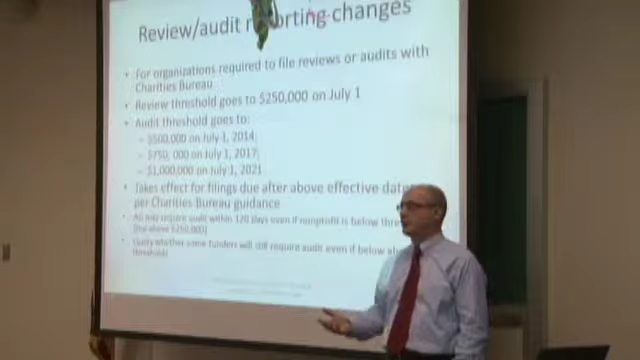 Review/audit reporting changes
• For organizations required to file reviews or audits with
Charities Bureau
• Review threshold goes to $250,000 on July 1
• Audit threshold goes to:
– $500,000 on July 1, 2014;
– $750, 000 on July 1, 2017;
– $1,000,000 on July 1, 2021
• Takes effect for filings due after above effective date
per Charities Bureau guidance
• AG may require audit within 120 days even if nonprofit is below thre
(but above $250,000)
• Query whether some funders will still require audit even if below
thresholds